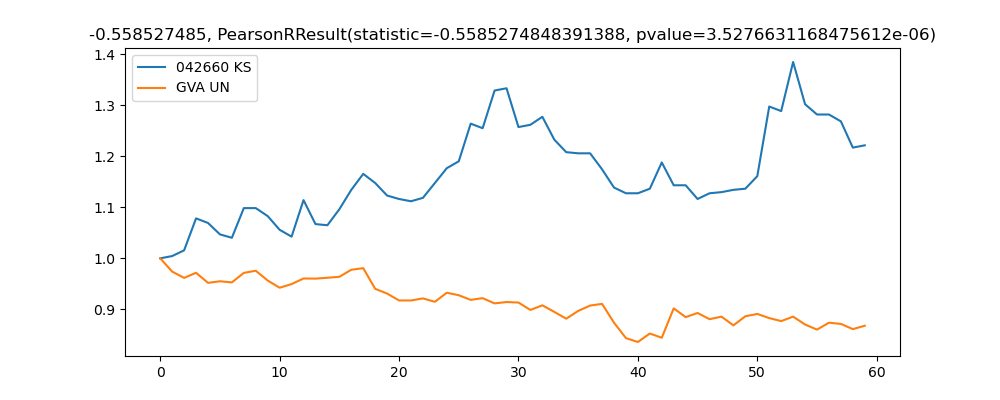 -0.558527485, PearsonRResult(statistic=-0.5585274848391388, pvalue=3.5276631168475612e-06)
1.4
1.3
1.2
1.1
1.0
0.9
042660 KS
GVA UN
0 10 20 30 40 50 60